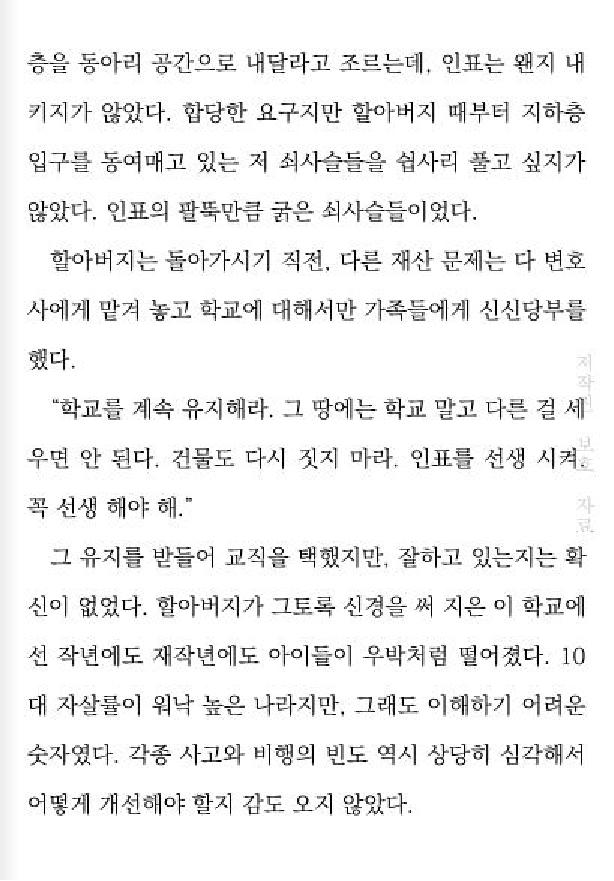 층을 동아리 공간으로 내달라고 조르는데, 인표는 왠지 내
키지가 않았다. 합당한 요구지만 할아버지 때부터 지하층
입구를 동여매고 있는 저 쇠사슬들을 쉽사리 풀고 싶지가
않았다. 인표의 팔뚝만큼 굵은 쇠사슬들이었다.
할아버지는 돌아가시기 직전, 다른 재산 문제는 다 변호
사에게 맡겨 놓고 학교에 대해서만 가족들에게 신신당부를
했다.
“학교를 계속 유지해라. 그 땅에는 학교 말고 다른 걸 세
우면 안 된다. 건물도 다시 짓지 마라. 인표를 선생 시켜.
꼭 선생 해야 해.”
그 유지를 받들어 교직을 택했지만, 잘하고 있는지는 확
신이 없었다. 할아버지가 그토록 신경을 써 지은 이 학교에
선 작년에도 재작년에도 아이들이 우박처럼 떨어졌다. 10
대 자살률이 워낙 높은 나라지만, 그래도 이해하기 어려운
숫자였다. 각종 사고와 비행의 빈도 역시 상당히 심각해서
어떻게 개선해야 할지 감도 오지 않았다.
저작권 보호 자료